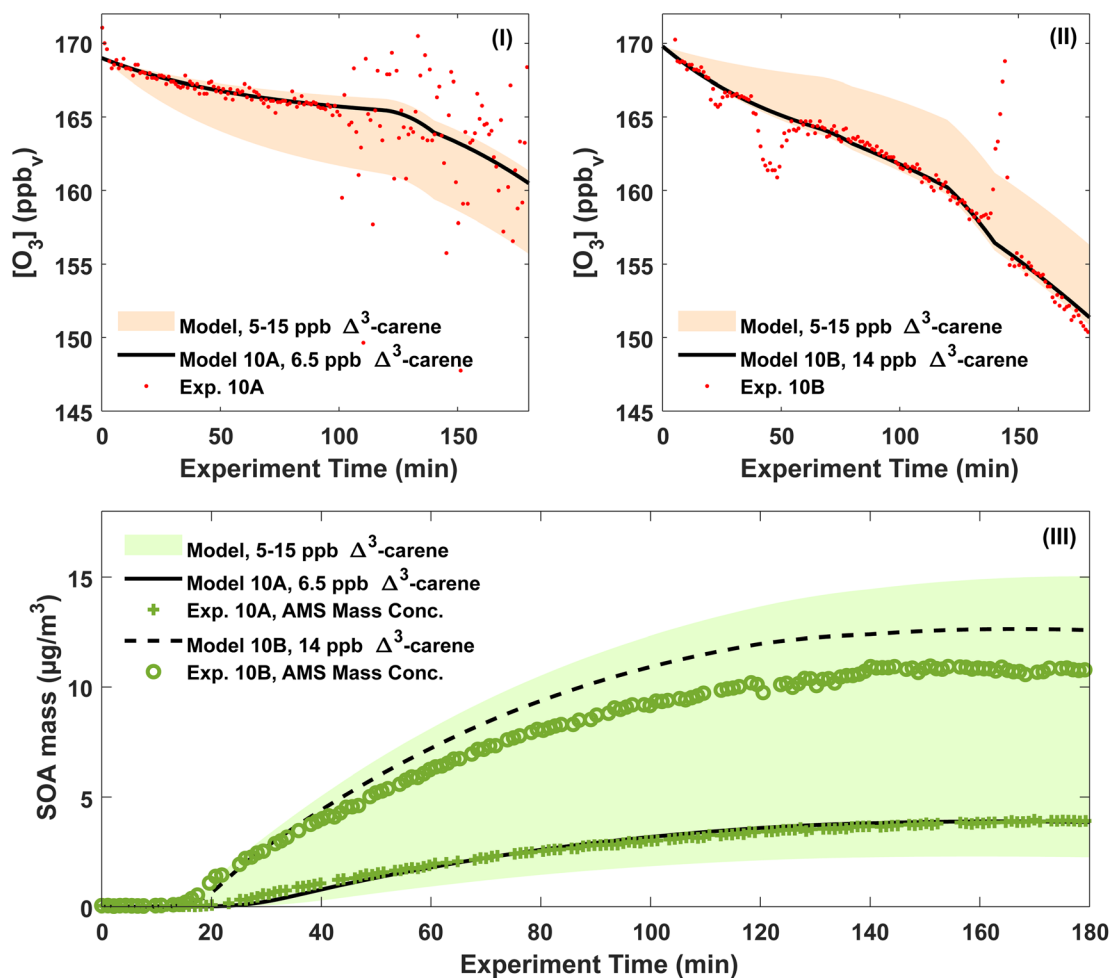 (I)
170
165
160
155
150
145
[O₃] (ppbᵥ)
Model, 5-15 ppb Δ³-carene
Model 10A, 6.5 ppb Δ³-carene
Exp. 10A
0 50 100 150
Experiment Time (min)
(II)
170
165
160
155
150
145
[O₃] (ppbᵥ)
Model, 5-15 ppb Δ³-carene
Model 10B, 14 ppb Δ³-carene
Exp. 10B
0 50 100 150
Experiment Time (min)
(III)
15
10
5
0
SOA mass (μg/m³)
Model, 5-15 ppb Δ³-carene
Model 10A, 6.5 ppb Δ³-carene
Exp. 10A, AMS Mass Conc.
Model 10B, 14 ppb Δ³-carene
Exp. 10B, AMS Mass Conc.
0 20 40 60 80 100 120 140 160 180
Experiment Time (min)